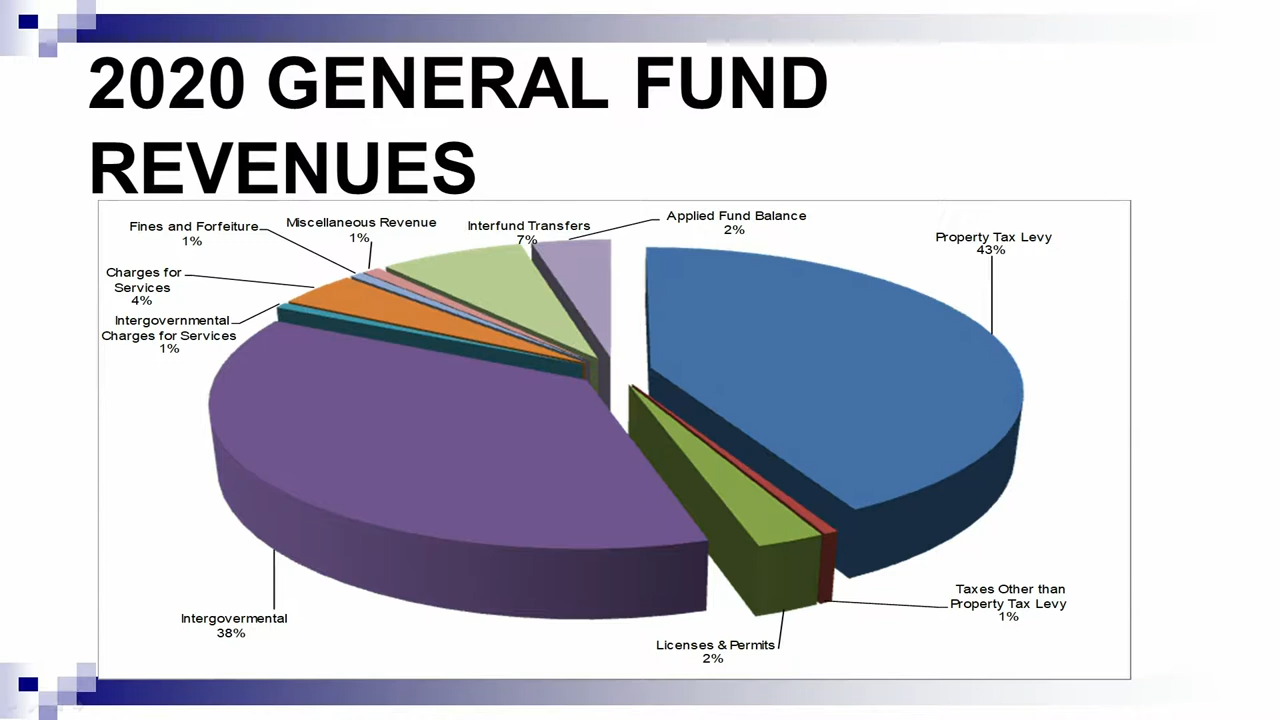 2020 GENERAL FUND
REVENUES
Fines and Forfeiture
1%
Miscellaneous Revenue
1%
Interfund Transfers
7%
Applied Fund Balance
2%
Property Tax Levy
43%
Charges for
Services
4%
Intergovernmental
Charges for Services
1%
Taxes Other than
Property Tax Levy
1%
Intergovermental
38%
Licenses & Permits
2%